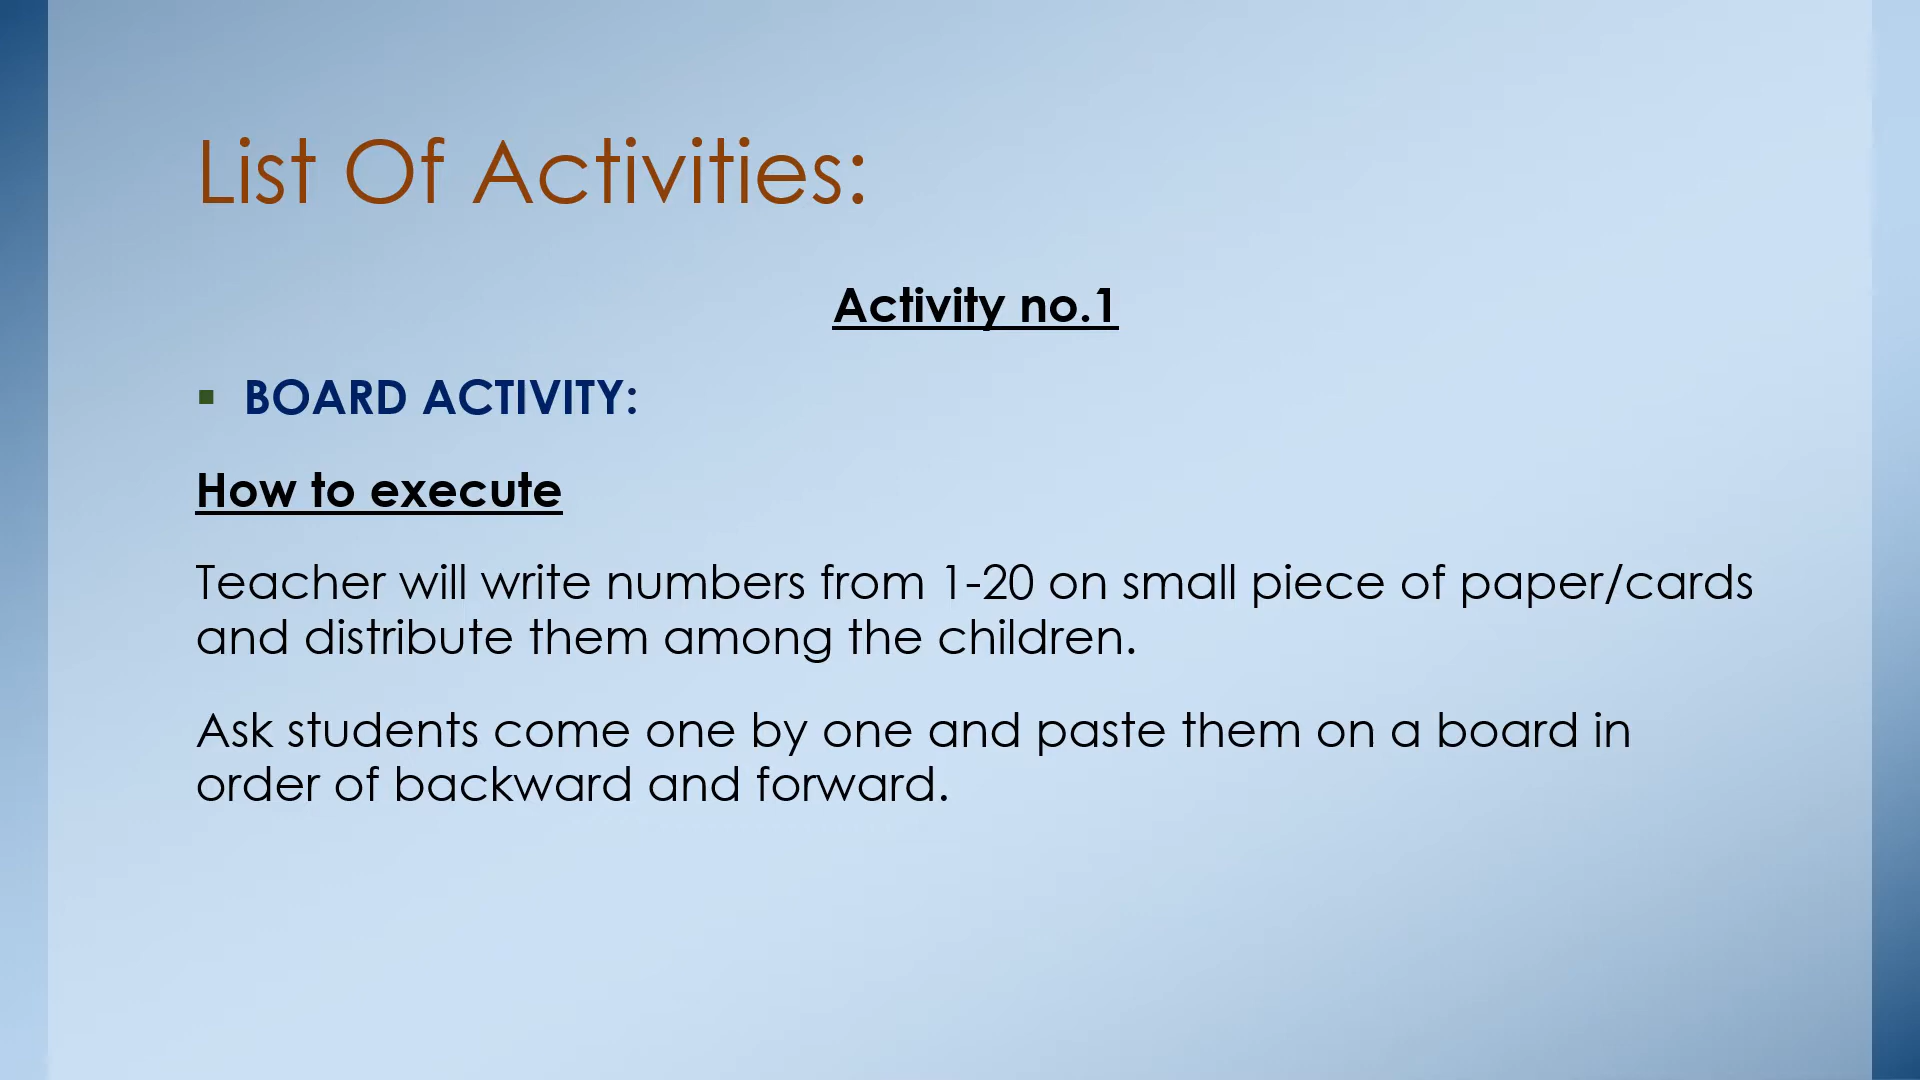 List Of Activities:
Activity no.1
▪ BOARD ACTIVITY:
How to execute
Teacher will write numbers from 1-20 on small piece of paper/cards
and distribute them among the children.
Ask students come one by one and paste them on a board in
order of backward and forward.